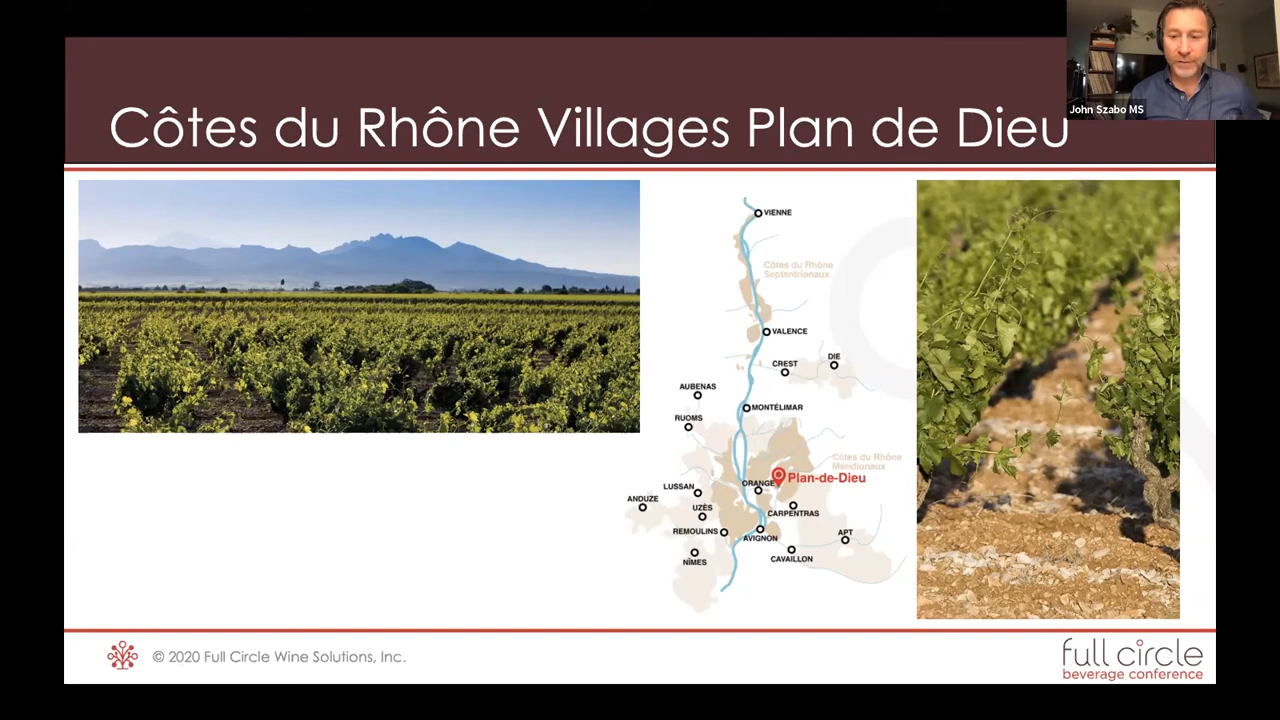 John Szabo MS
Côtes du Rhône Villages Plan de Dieu
VIENNE
Côtes du Rhône
Septentrionaux
VALENCE
CREST
DIE
AUBENAS
MONTÉLIMAR
RUOMS
Côtes du Rhône
Méridionaux
Plan-de-Dieu
ORANGE
LUSSAN
ANDUZE
UZÈS
CARPENTRAS
REMOULINS
AVIGNON
APT
NÎMES
CAVAILLON
© 2020 Full Circle Wine Solutions, Inc.
full circle
beverage conference